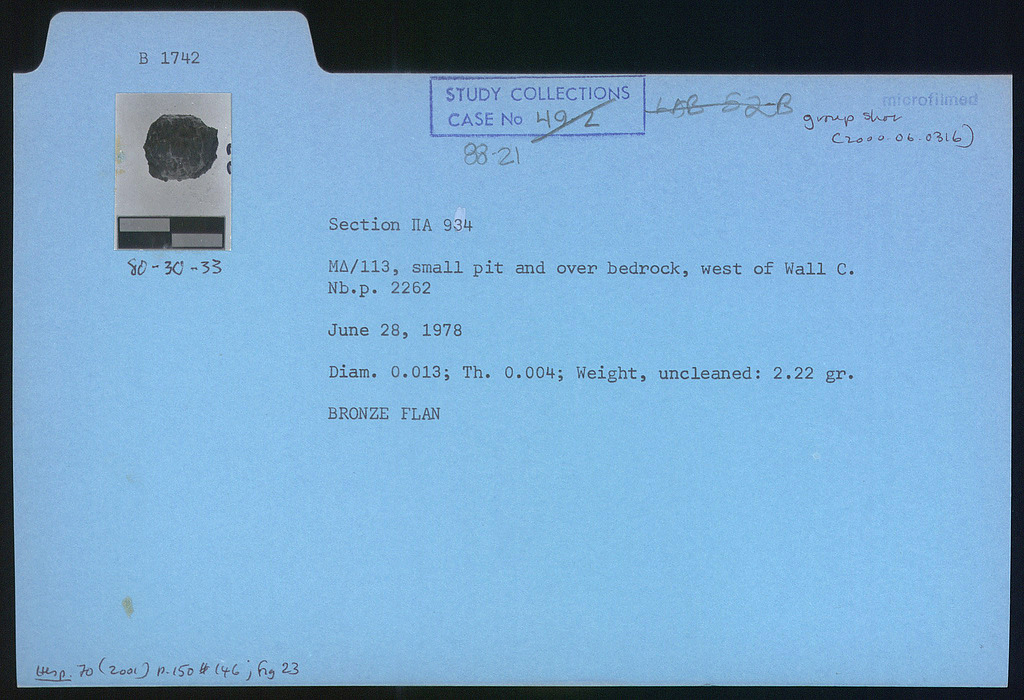 B 1742
STUDY COLLECTIONS
CASE No 49-2
LAB 52-B
microfilmed
group shot
(2000.06.0316)
88-21
80-30-33
Section ΠA 934
MΔ/113, small pit and over bedrock, west of Wall C.
Nb.p. 2262
June 28, 1978
Diam. 0.013; Th. 0.004; Weight, uncleaned: 2.22 gr.
BRONZE FLAN
Hesp. 70 (2001) p.150 # 146; fig 23